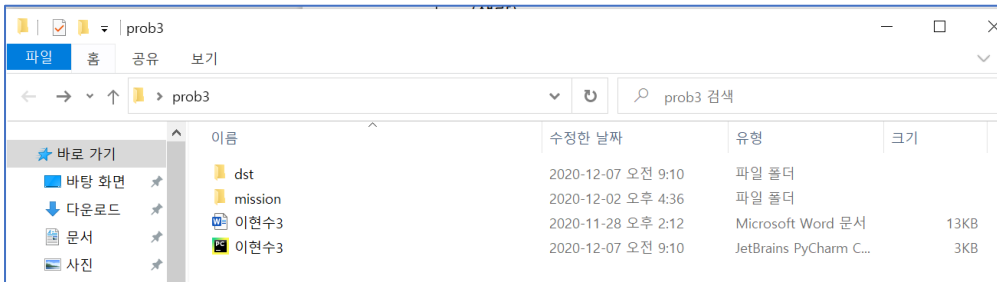 prob3
파일 홈 공유 보기
prob3 prob3 검색
이름 수정한 날짜 유형 크기
바로 가기
dst 2020-12-07 오전 9:10 파일 폴더
바탕 화면
mission 2020-12-02 오후 4:36 파일 폴더
다운로드
이현수3 2020-11-28 오후 2:12 Microsoft Word 문서 13KB
문서
이현수3 2020-12-07 오전 9:10 JetBrains PyCharm C... 3KB
사진